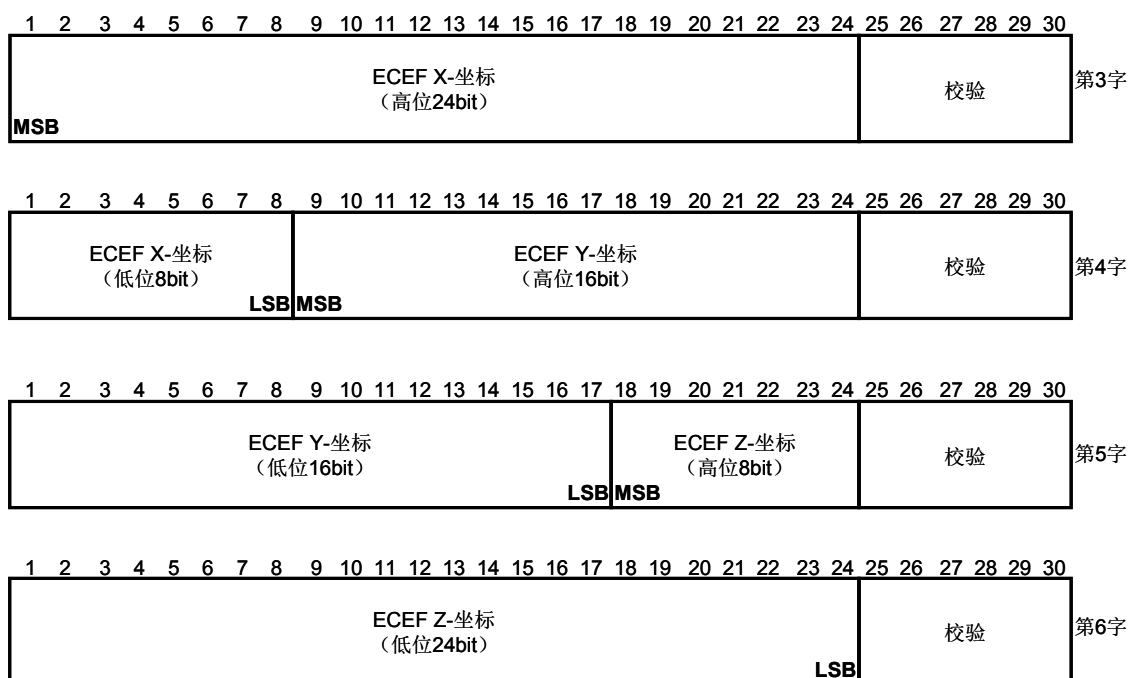 1 2 3 4 5 6 7 8 9 10 11 12 13 14 15 16 17 18 19 20 21 22 23 24 25 26 27 28 29 30
ECEF X-坐标
（高位24bit）
校验
第3字
MSB
1 2 3 4 5 6 7 8 9 10 11 12 13 14 15 16 17 18 19 20 21 22 23 24 25 26 27 28 29 30
ECEF X-坐标
（低位8bit）
LSB
ECEF Y-坐标
（高位16bit）
MSB
校验
第4字
1 2 3 4 5 6 7 8 9 10 11 12 13 14 15 16 17 18 19 20 21 22 23 24 25 26 27 28 29 30
ECEF Y-坐标
（低位16bit）
LSB
ECEF Z-坐标
（高位8bit）
MSB
校验
第5字
1 2 3 4 5 6 7 8 9 10 11 12 13 14 15 16 17 18 19 20 21 22 23 24 25 26 27 28 29 30
ECEF Z-坐标
（低位24bit）
LSB
校验
第6字